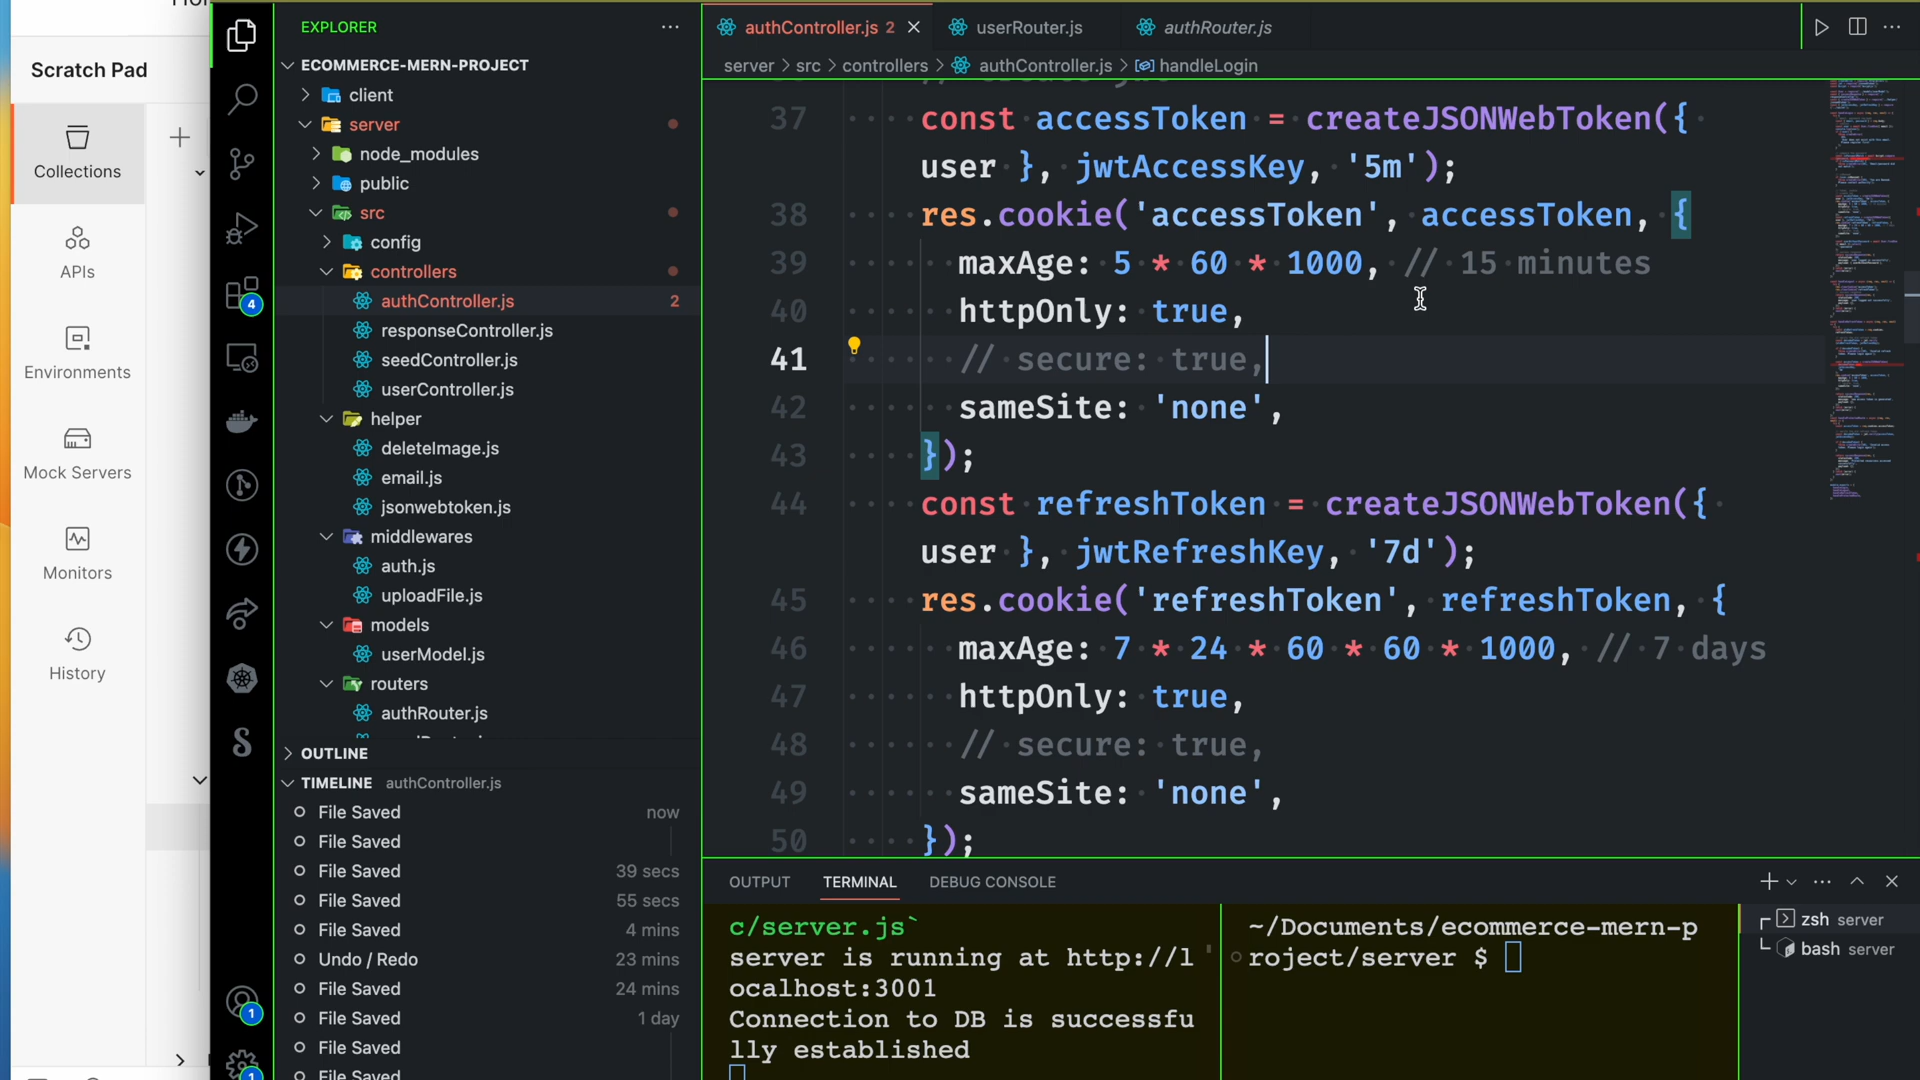 Scratch Pad
Collections
APIs
Environments
Mock Servers
Monitors
History
4
1
1
EXPLORER
ECOMMERCE-MERN-PROJECT
client
server
node_modules
public
src
config
controllers
authController.js 2
responseController.js
seedController.js
userController.js
helper
deleteImage.js
email.js
jsonwebtoken.js
middlewares
auth.js
uploadFile.js
models
userModel.js
routers
authRouter.js
OUTLINE
TIMELINE authController.js
File Saved now
File Saved
File Saved 39 secs
File Saved 55 secs
File Saved 4 mins
Undo / Redo 23 mins
File Saved 24 mins
File Saved 1 day
File Saved
File Saved
authController.js 2 userRouter.js authRouter.js
server > src > controllers > authController.js > handleLogin
37 const accessToken = createJSONWebToken({
user }, jwtAccessKey, '5m');
38 res.cookie('accessToken', accessToken, {
39 maxAge: 5 * 60 * 1000, // 15 minutes
40 httpOnly: true,
41 // secure: true,
42 sameSite: 'none',
43 });
44 const refreshToken = createJSONWebToken({
user }, jwtRefreshKey, '7d');
45 res.cookie('refreshToken', refreshToken, {
46 maxAge: 7 * 24 * 60 * 60 * 1000, // 7 days
47 httpOnly: true,
48 // secure: true,
49 sameSite: 'none',
50 });
OUTPUT TERMINAL DEBUG CONSOLE
c/server.js`
server is running at http://l
ocalhost:3001
Connection to DB is successfu
lly established
~/Documents/ecommerce-mern-p
roject/server $
zsh server
bash server